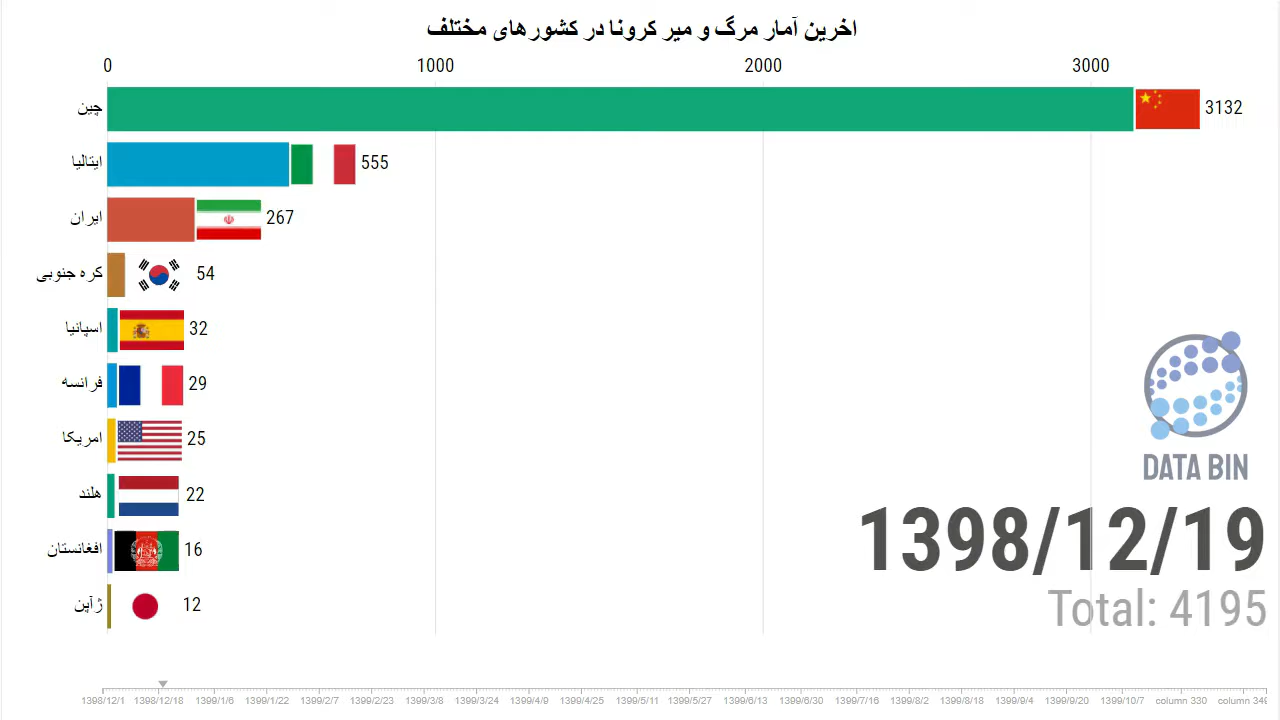 اخرین آمار مرگ و میر کرونا در کشورهای مختلف
0 1000 2000 3000
چین 3132
ایتالیا 555
ایران 267
کره جنوبی 54
اسپانیا 32
فرانسه 29
امریکا 25
هلند 22
افغانستان 16
ژآپن 12
DATA BIN
1398/12/19
Total: 4195
1398/12/1 1398/12/18 1399/1/6 1399/1/22 1399/2/7 1399/2/23 1399/3/8 1399/3/24 1399/4/9 1399/4/25 1399/5/11 1399/5/27 1399/6/13 1399/6/29 1399/7/16 1399/8/2 1399/8/18 1399/9/4 1399/9/20 1399/10/7 column 330 column 346